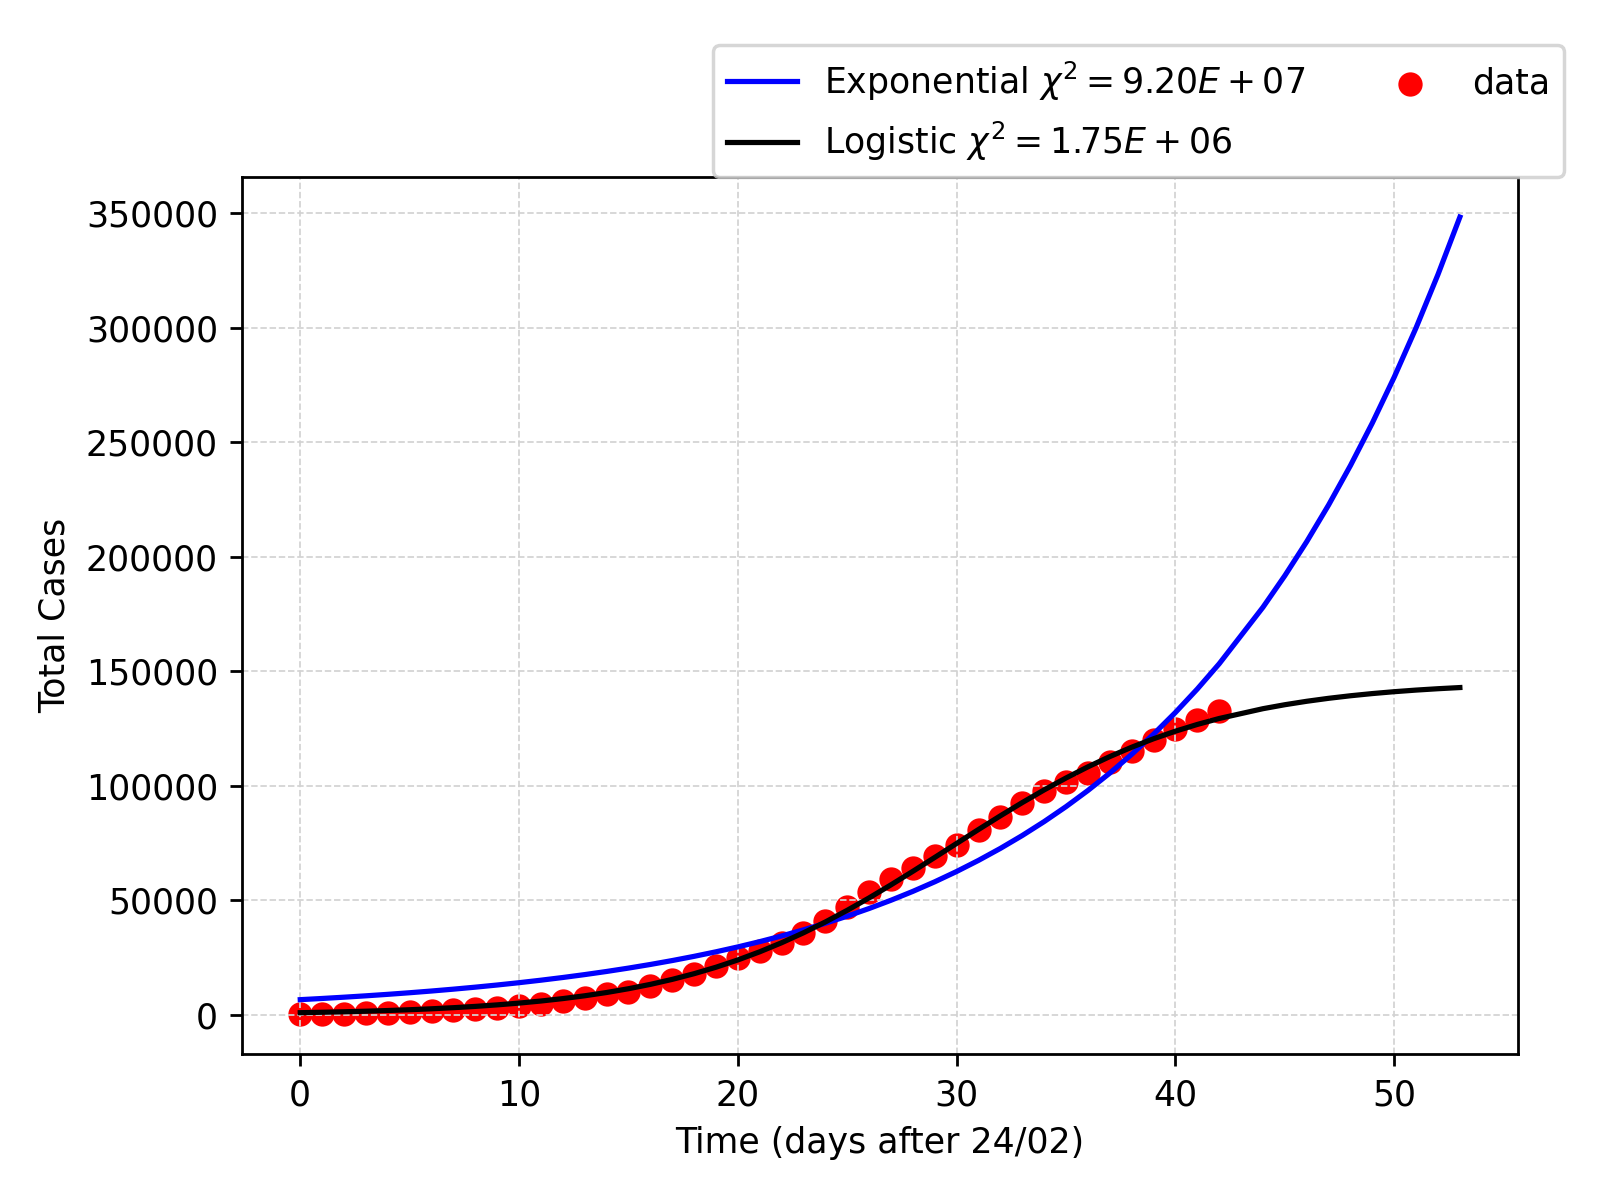 Exponential χ² = 9.20E + 07
Logistic χ² = 1.75E + 06
data
350000
300000
250000
200000
150000
100000
50000
0
Total Cases
0 10 20 30 40 50
Time (days after 24/02)